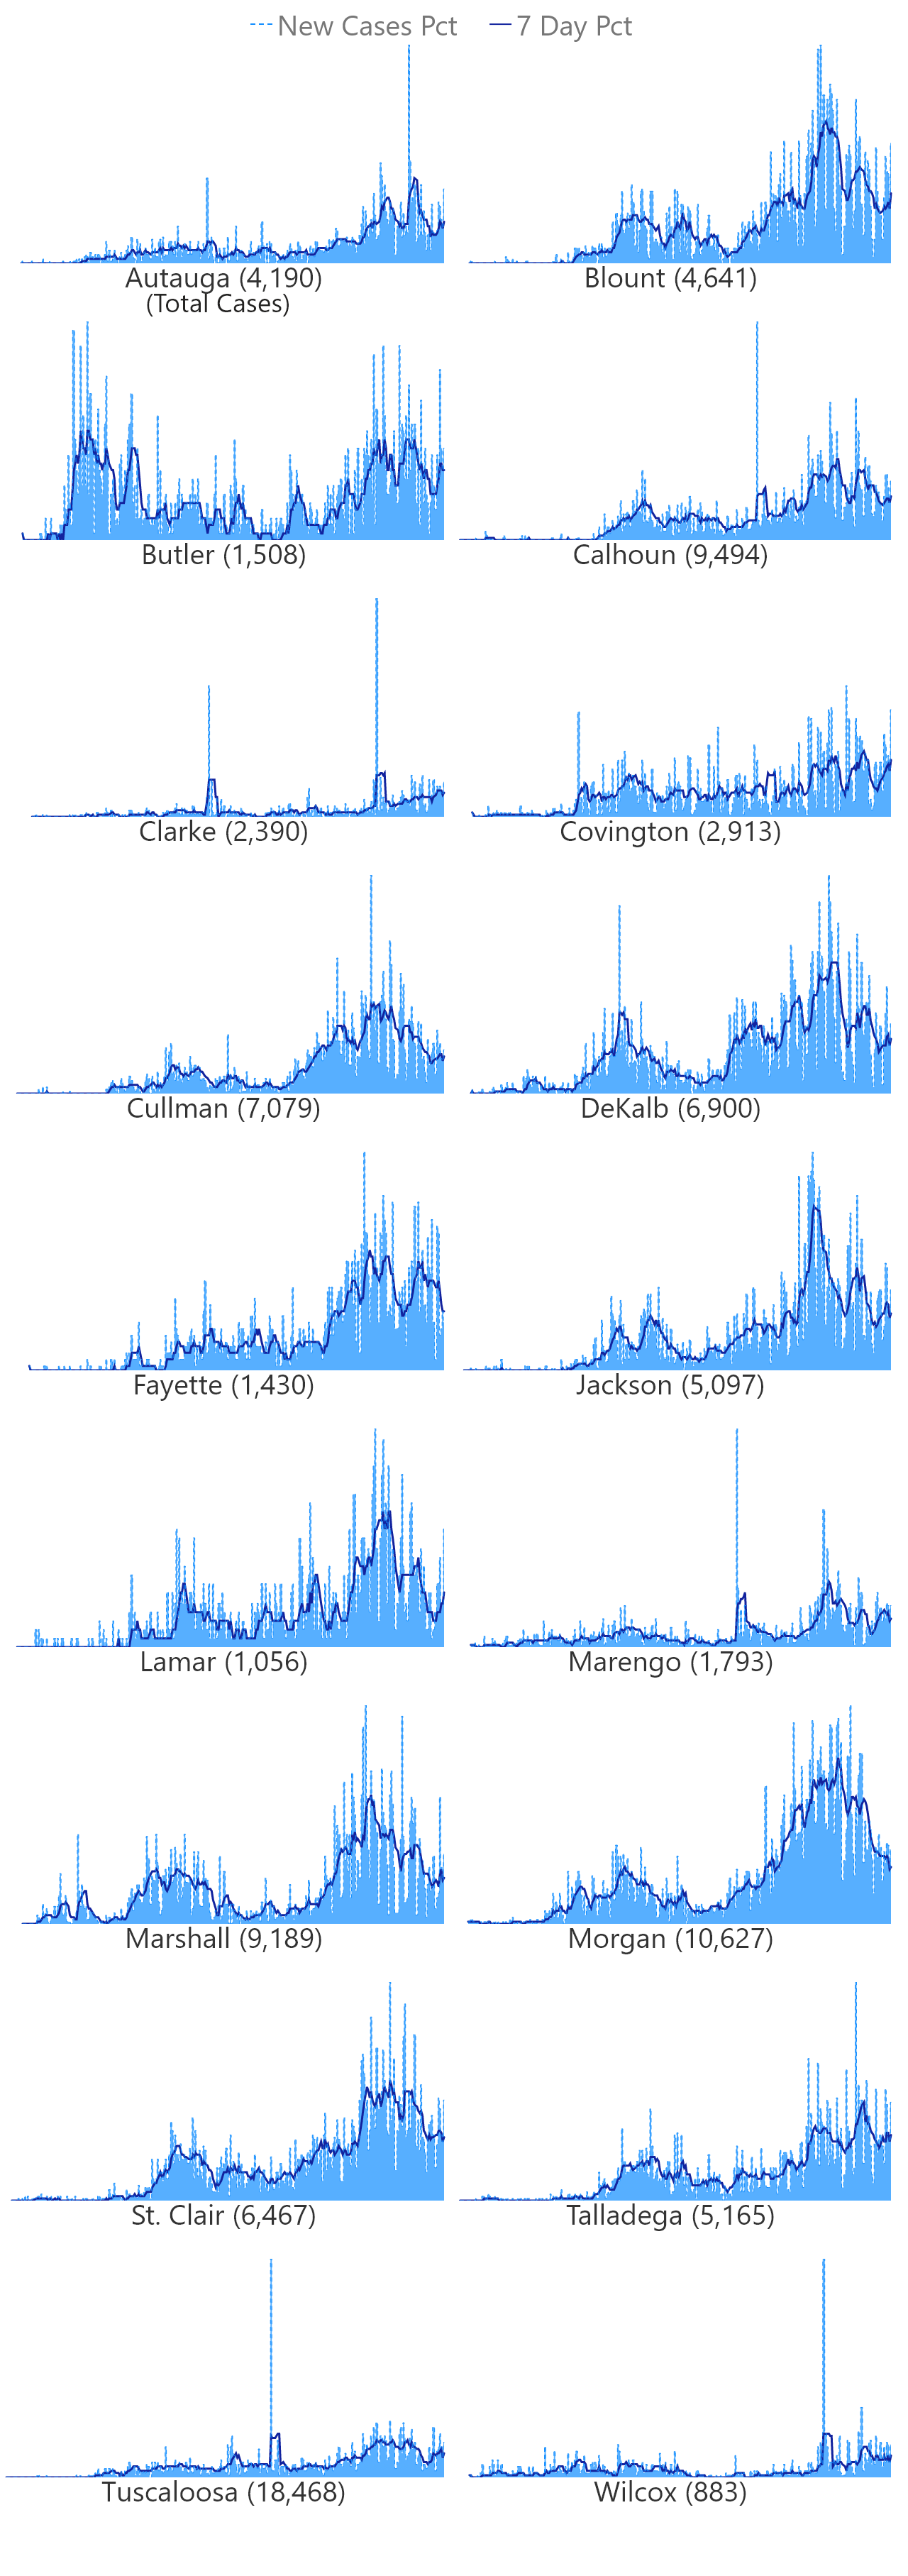 New Cases Pct 7 Day Pct
Autauga (4,190) Blount (4,641)
(Total Cases)
Butler (1,508) Calhoun (9,494)
Clarke (2,390) Covington (2,913)
Cullman (7,079) DeKalb (6,900)
Fayette (1,430) Jackson (5,097)
Lamar (1,056) Marengo (1,793)
Marshall (9,189) Morgan (10,627)
St. Clair (6,467) Talladega (5,165)
Tuscaloosa (18,468) Wilcox (883)